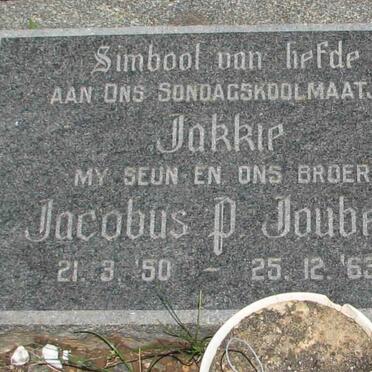 Simbool van liefde
AAN ONS SONDAGSKOOLMAATJ
Jakkie
MY SEUN EN ONS BROER
Jacobus P Joube
21. 3. '50 - 25. 12. '63